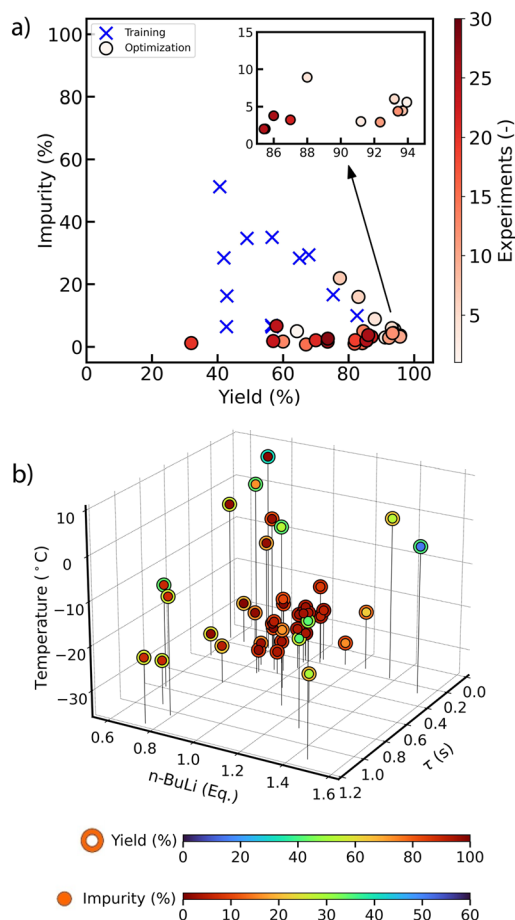 a)
100
80
60
40
20
0
Impurity (%)
Training
Optimization
15
10
5
0
86 88 90 92 94
0 20 40 60 80 100
Yield (%)
30
25
20
15
10
5
Experiments (-)
b)
10
0
−10
−20
−30
Temperature (°C)
0.6 0.8 1.0 1.2 1.4 1.6
n-BuLi (Eq.)
0.0
0.2
0.4
0.6
0.8
1.0
1.2
τ (s)
Yield (%)
0 20 40 60 80 100
Impurity (%)
0 10 20 30 40 50 60